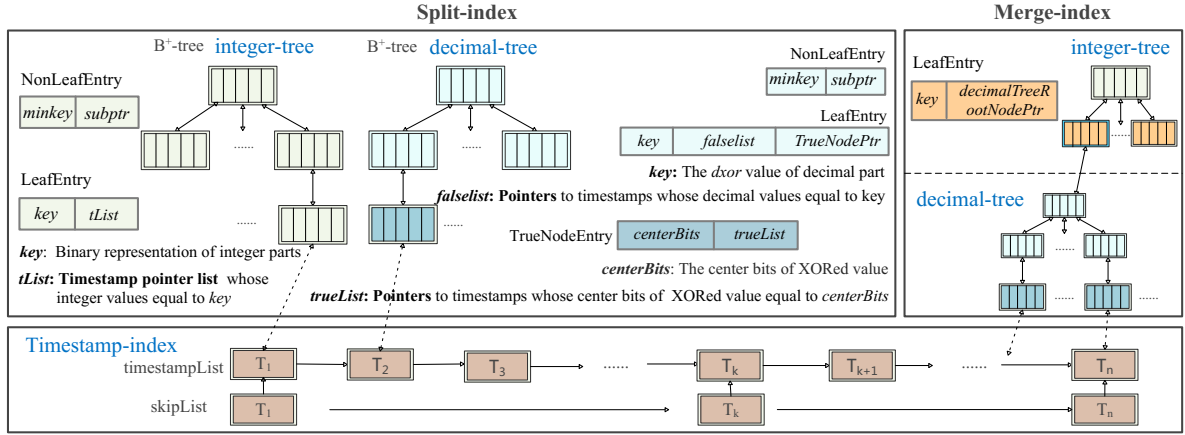 Split-index
Merge-index
B+-tree integer-tree
B+-tree decimal-tree
NonLeafEntry
minkey subptr
LeafEntry
key tList
key: Binary representation of integer parts
tList: Timestamp pointer list whose
integer values equal to key
......
......
......
......
......
NonLeafEntry
minkey subptr
LeafEntry
key falselist TrueNodePtr
key: The dxor value of decimal part
falselist: Pointers to timestamps whose decimal values equal to key
TrueNodeEntry centerBits trueList
centerBits: The center bits of XORed value
trueList: Pointers to timestamps whose center bits of XORed value equal to centerBits
integer-tree
LeafEntry
key decimalTreeR
ootNodePtr
......
decimal-tree
......
...... ......
Timestamp-index
timestampList T1 T2 T3 ...... Tk Tk+1 ...... Tn
skipList T1 Tk Tn